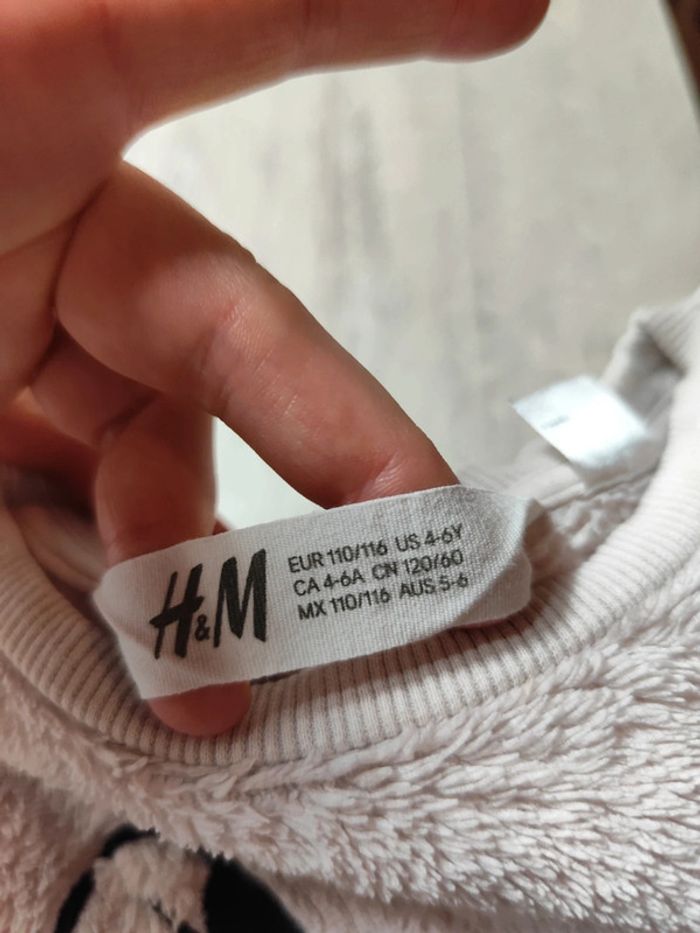 H&M
EUR 110/116 US 4-6Y
CA 4-6A CN 120/60
MX 110/116 AUS 5-6